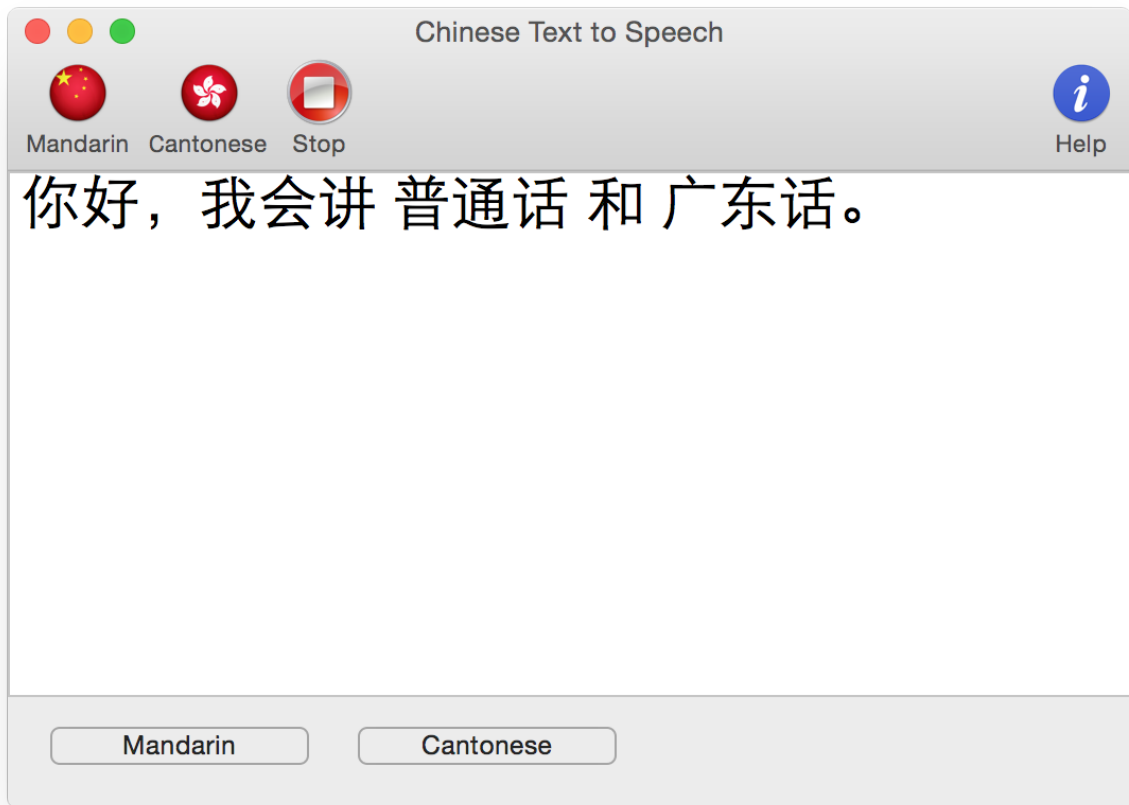 Chinese Text to Speech
Mandarin Cantonese Stop Help
你好，我会讲 普通话 和 广东话。
Mandarin Cantonese